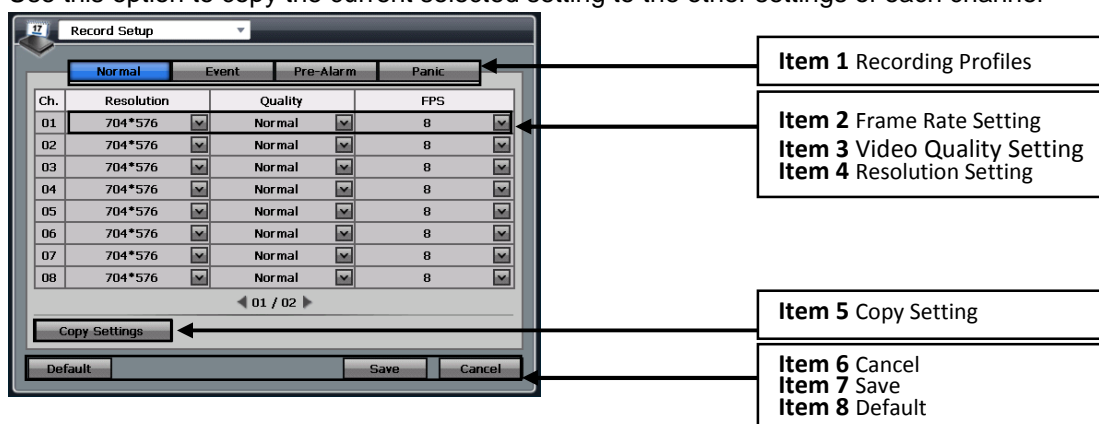 Use this option to copy the current selected setting to the other settings of each channel
17 Record Setup
Normal Event Pre-Alarm Panic
Ch. Resolution Quality FPS
01 704*576 Normal 8
02 704*576 Normal 8
03 704*576 Normal 8
04 704*576 Normal 8
05 704*576 Normal 8
06 704*576 Normal 8
07 704*576 Normal 8
08 704*576 Normal 8
01 / 02
Copy Settings
Default Save Cancel
Item 1 Recording Profiles
Item 2 Frame Rate Setting
Item 3 Video Quality Setting
Item 4 Resolution Setting
Item 5 Copy Setting
Item 6 Cancel
Item 7 Save
Item 8 Default